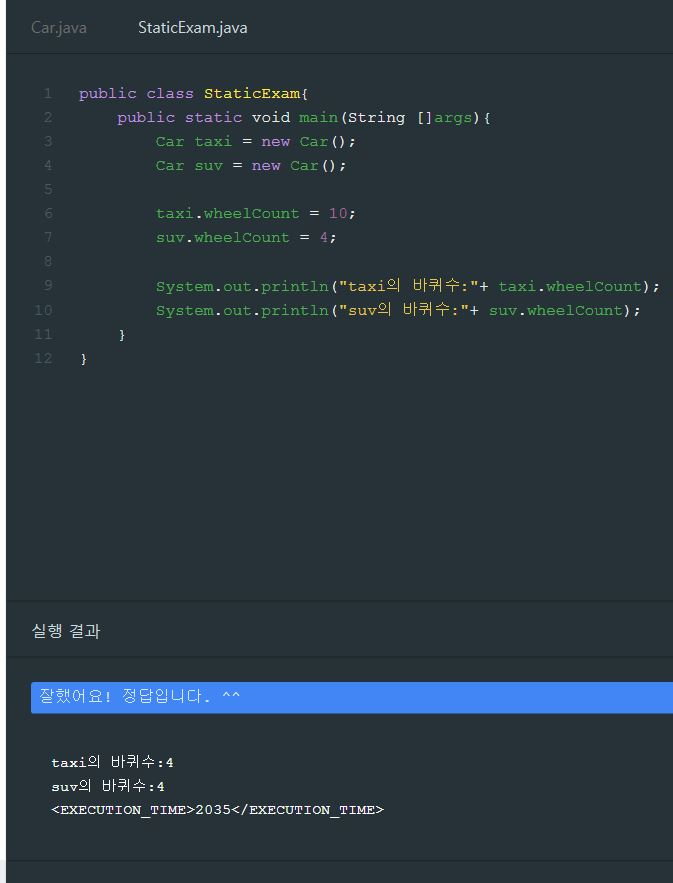 Car.java StaticExam.java
1 public class StaticExam{
2 public static void main(String []args){
3 Car taxi = new Car();
4 Car suv = new Car();
5
6 taxi.wheelCount = 10;
7 suv.wheelCount = 4;
8
9 System.out.println("taxi의 바퀴수:"+ taxi.wheelCount);
10 System.out.println("suv의 바퀴수:"+ suv.wheelCount);
11 }
12 }
실행 결과
잘했어요! 정답입니다. ^^
taxi의 바퀴수:4
suv의 바퀴수:4
<EXECUTION_TIME>2035</EXECUTION_TIME>